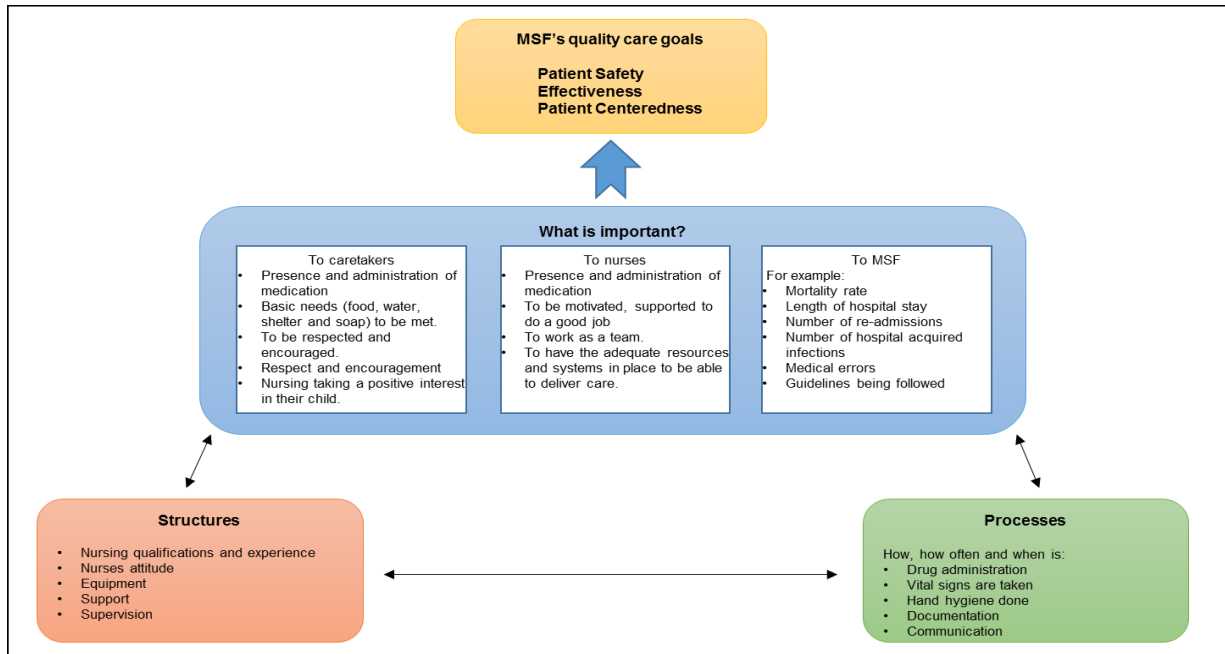 MSF's quality care goals
Patient Safety
Effectiveness
Patient Centeredness
What is important?
To caretakers
• Presence and administration of
medication
• Basic needs (food, water,
shelter and soap) to be met.
• To be respected and
encouraged.
• Respect and encouragement
• Nursing taking a positive interest
in their child.
To nurses
• Presence and administration of
medication
• To be motivated, supported to
do a good job
• To work as a team.
• To have the adequate resources
and systems in place to be able
to deliver care.
To MSF
For example:
• Mortality rate
• Length of hospital stay
• Number of re-admissions
• Number of hospital acquired
infections
• Medical errors
• Guidelines being followed
Structures
• Nursing qualifications and experience
• Nurses attitude
• Equipment
• Support
• Supervision
Processes
How, how often and when is:
• Drug administration
• Vital signs are taken
• Hand hygiene done
• Documentation
• Communication